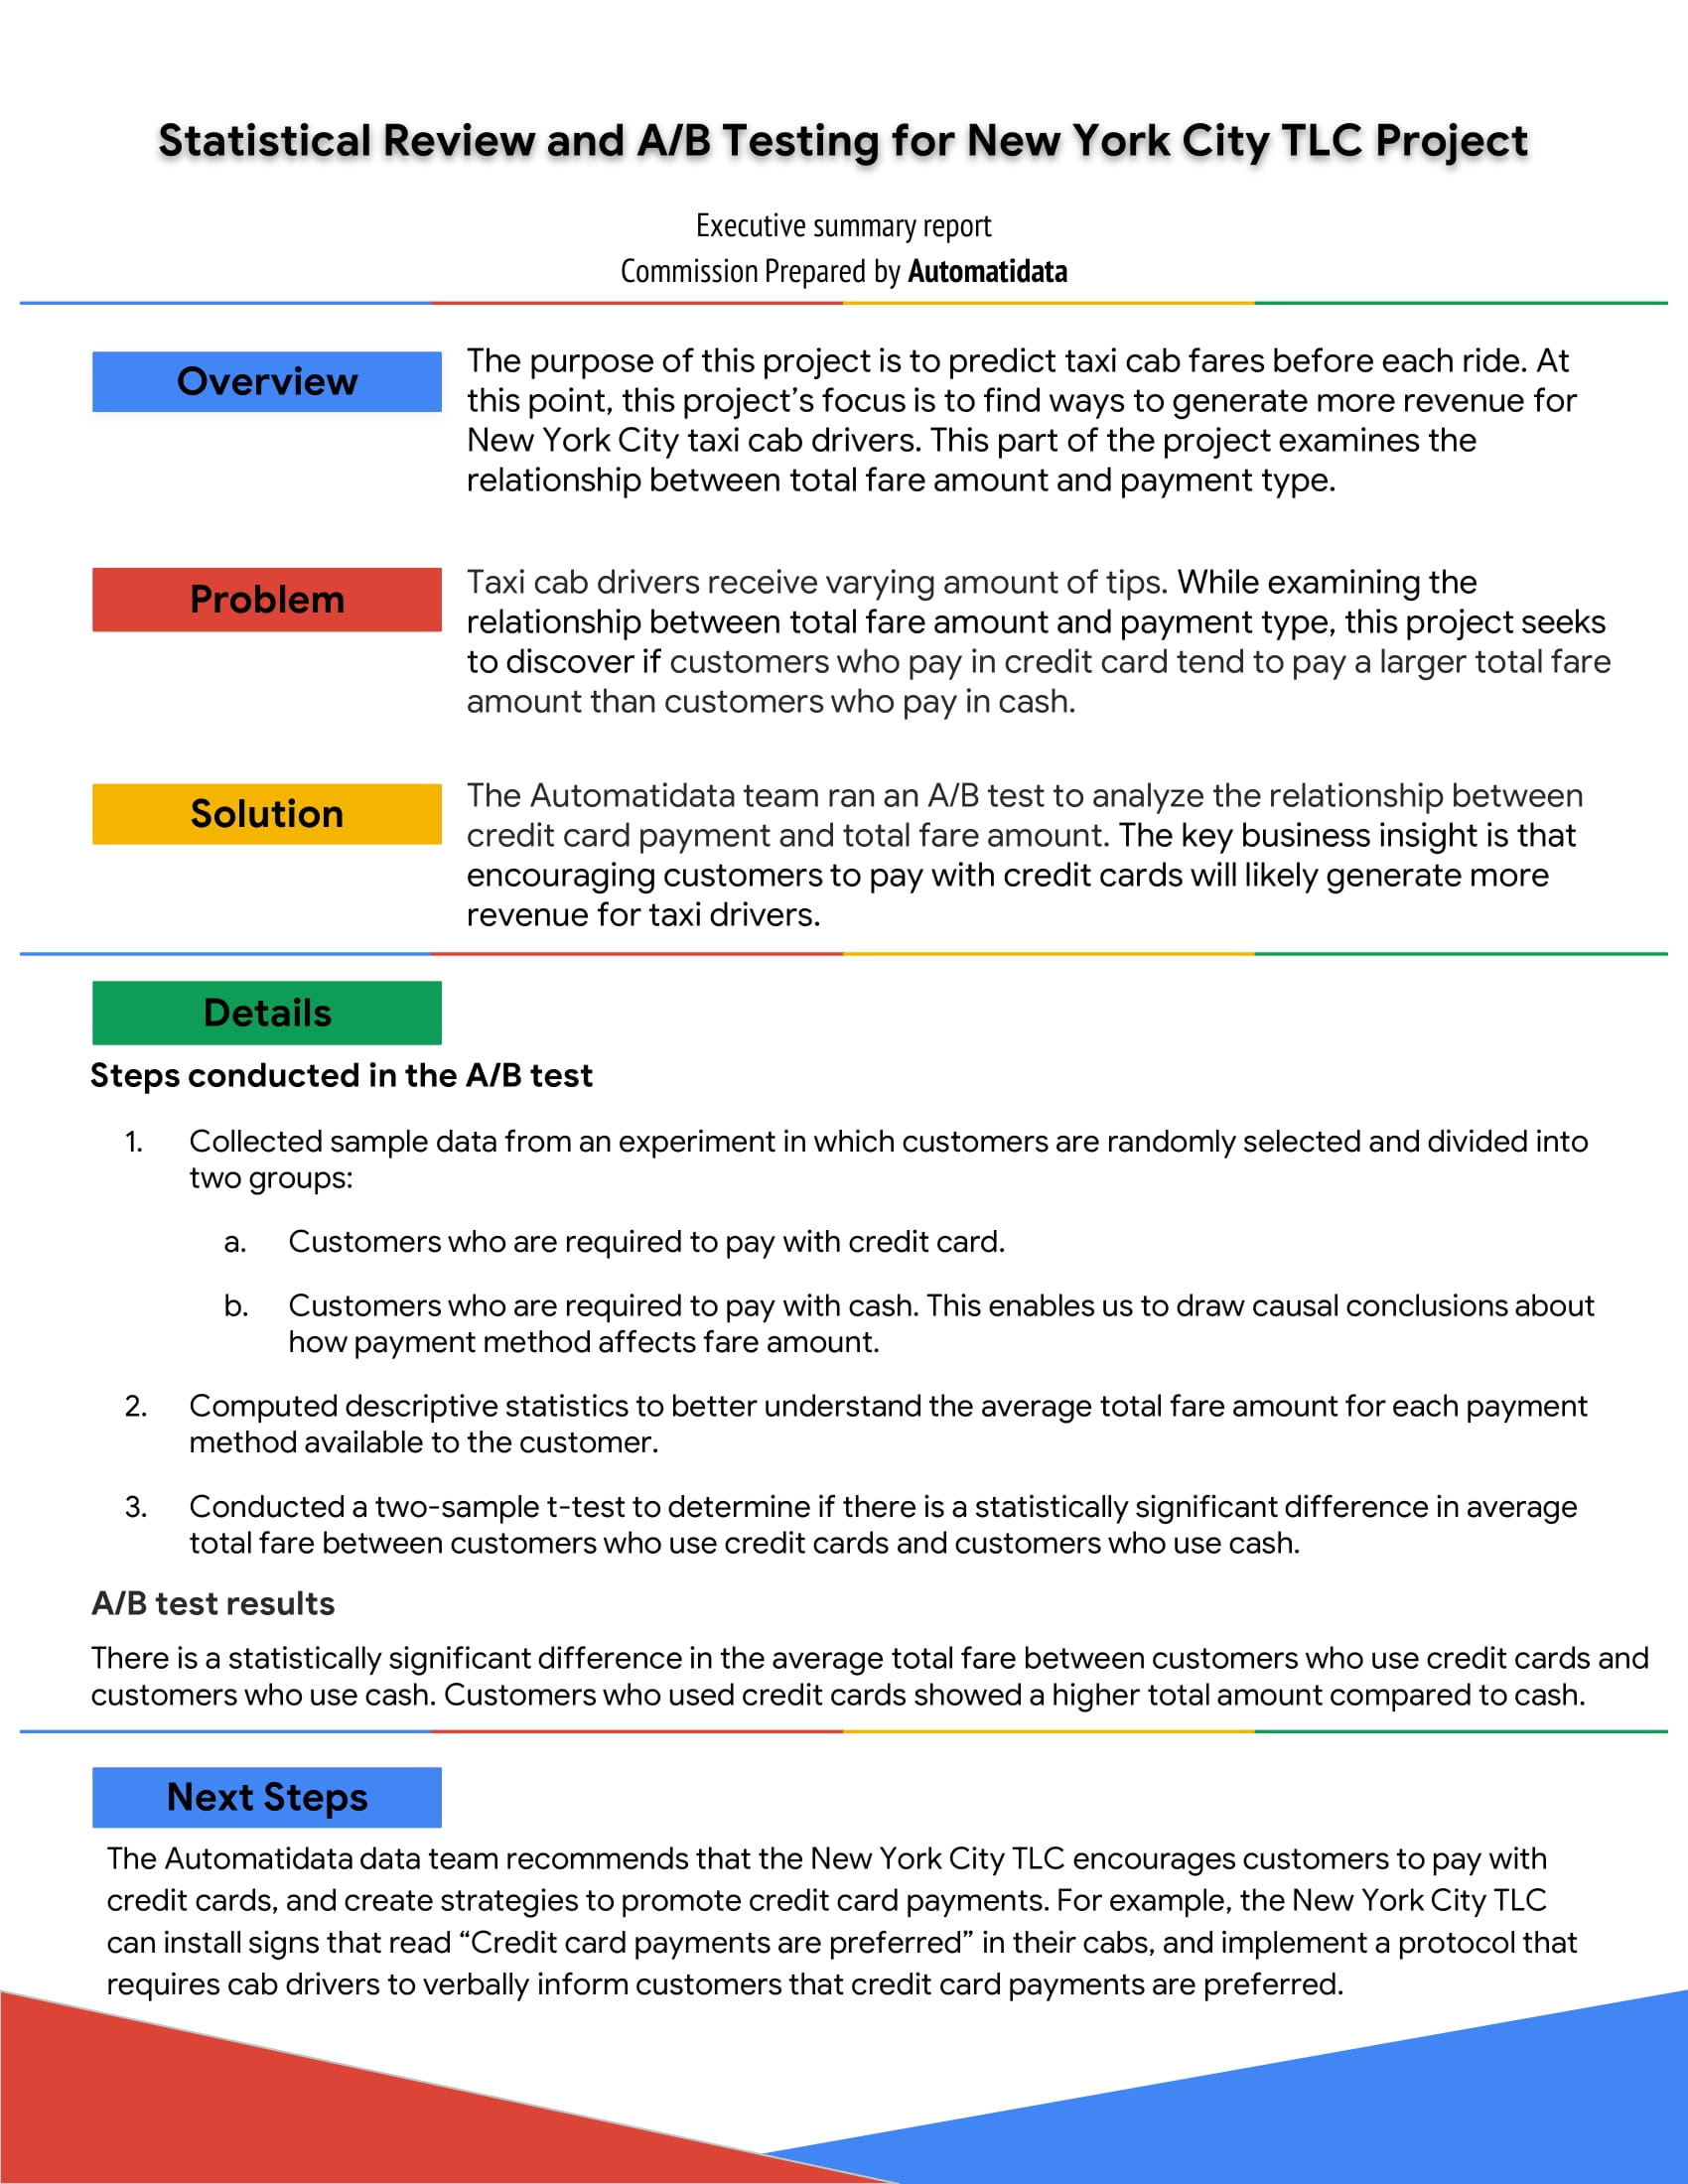 Statistical Review and A/B Testing for New York City TLC Project
Executive summary report
Commission Prepared by Automatidata
Overview
The purpose of this project is to predict taxi cab fares before each ride. At
this point, this project’s focus is to find ways to generate more revenue for
New York City taxi cab drivers. This part of the project examines the
relationship between total fare amount and payment type.
Problem
Taxi cab drivers receive varying amount of tips. While examining the
relationship between total fare amount and payment type, this project seeks
to discover if customers who pay in credit card tend to pay a larger total fare
amount than customers who pay in cash.
Solution
The Automatidata team ran an A/B test to analyze the relationship between
credit card payment and total fare amount. The key business insight is that
encouraging customers to pay with credit cards will likely generate more
revenue for taxi drivers.
Details
Steps conducted in the A/B test
1. Collected sample data from an experiment in which customers are randomly selected and divided into
two groups:
a. Customers who are required to pay with credit card.
b. Customers who are required to pay with cash. This enables us to draw causal conclusions about
how payment method affects fare amount.
2. Computed descriptive statistics to better understand the average total fare amount for each payment
method available to the customer.
3. Conducted a two-sample t-test to determine if there is a statistically significant difference in average
total fare between customers who use credit cards and customers who use cash.
A/B test results
There is a statistically significant difference in the average total fare between customers who use credit cards and
customers who use cash. Customers who used credit cards showed a higher total amount compared to cash.
Next Steps
The Automatidata data team recommends that the New York City TLC encourages customers to pay with
credit cards, and create strategies to promote credit card payments. For example, the New York City TLC
can install signs that read “Credit card payments are preferred” in their cabs, and implement a protocol that
requires cab drivers to verbally inform customers that credit card payments are preferred.